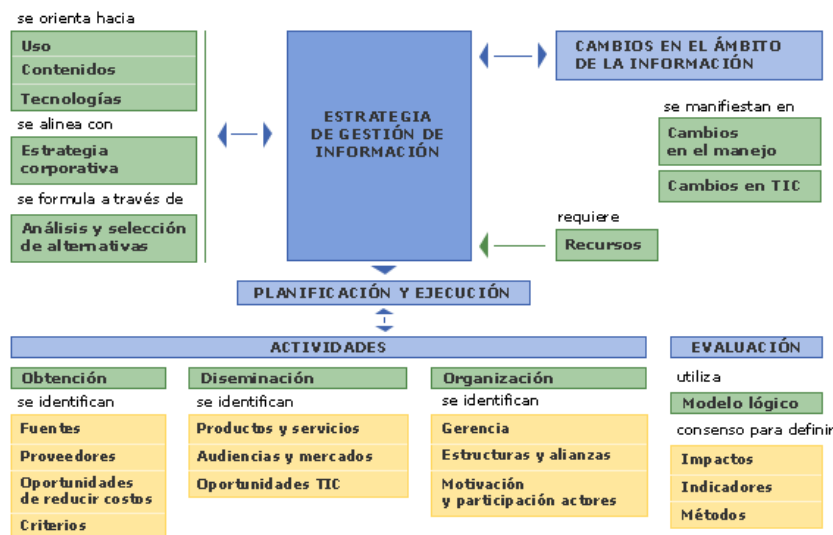 se orienta hacia
Uso
Contenidos
Tecnologías
se alinea con
Estrategia
corporativa
se formula a través de
Análisis y selección
de alternativas
ESTRATEGIA
DE GESTIÓN DE
INFORMACIÓN
CAMBIOS EN EL ÁMBITO
DE LA INFORMACIÓN
se manifiestan en
Cambios
en el manejo
Cambios en TIC
requiere
Recursos
PLANIFICACIÓN Y EJECUCIÓN
ACTIVIDADES
Obtención
se identifican
Fuentes
Proveedores
Oportunidades
de reducir costos
Criterios
Diseminación
se identifican
Productos y servicios
Audiencias y mercados
Oportunidades TIC
Organización
se identifican
Gerencia
Estructuras y alianzas
Motivación
y participación actores
EVALUACIÓN
utiliza
Modelo lógico
consenso para definir
Impactos
Indicadores
Métodos